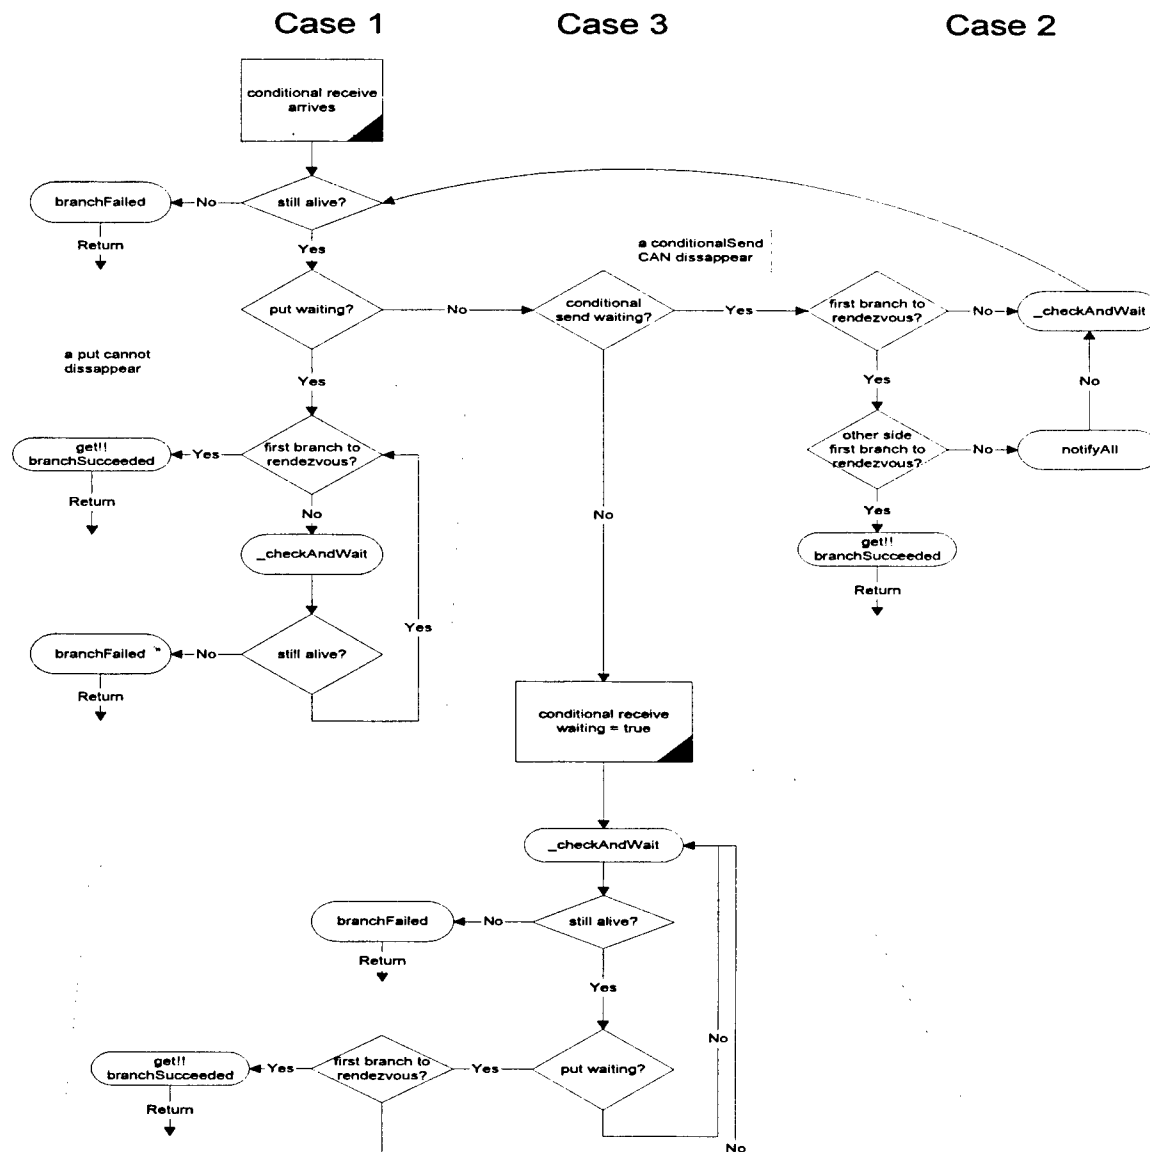 Case 1
Case 3
Case 2
conditional receive
arrives
branchFailed
No
still alive?
Return
Yes
a conditionalSend
CAN dissappear
put waiting?
No
conditional
send waiting?
Yes
first branch to
rendezvous?
No
_checkAndWait
a put cannot
dissappear
Yes
Yes
No
get!!
branchSucceeded
Yes
first branch to
rendezvous?
other side
first branch to
rendezvous?
No
notifyAll
Return
No
No
Yes
_checkAndWait
get!!
branchSucceeded
Return
Yes
branchFailed
No
still alive?
Return
conditional receive
waiting = true
_checkAndWait
branchFailed
No
still alive?
Return
Yes
No
get!!
branchSucceeded
Yes
first branch to
rendezvous?
Yes
put waiting?
Return
No